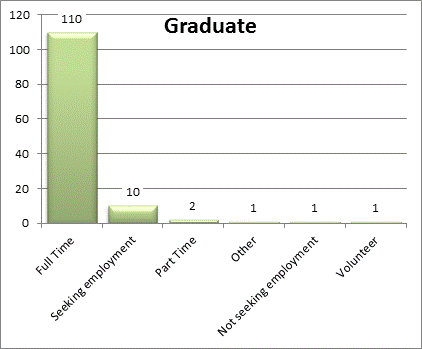 Graduate
120
100
80
60
40
20
0
110
10
2
1
1
1
Full Time
Seeking employment
Part Time
Other
Not seeking employment
Volunteer